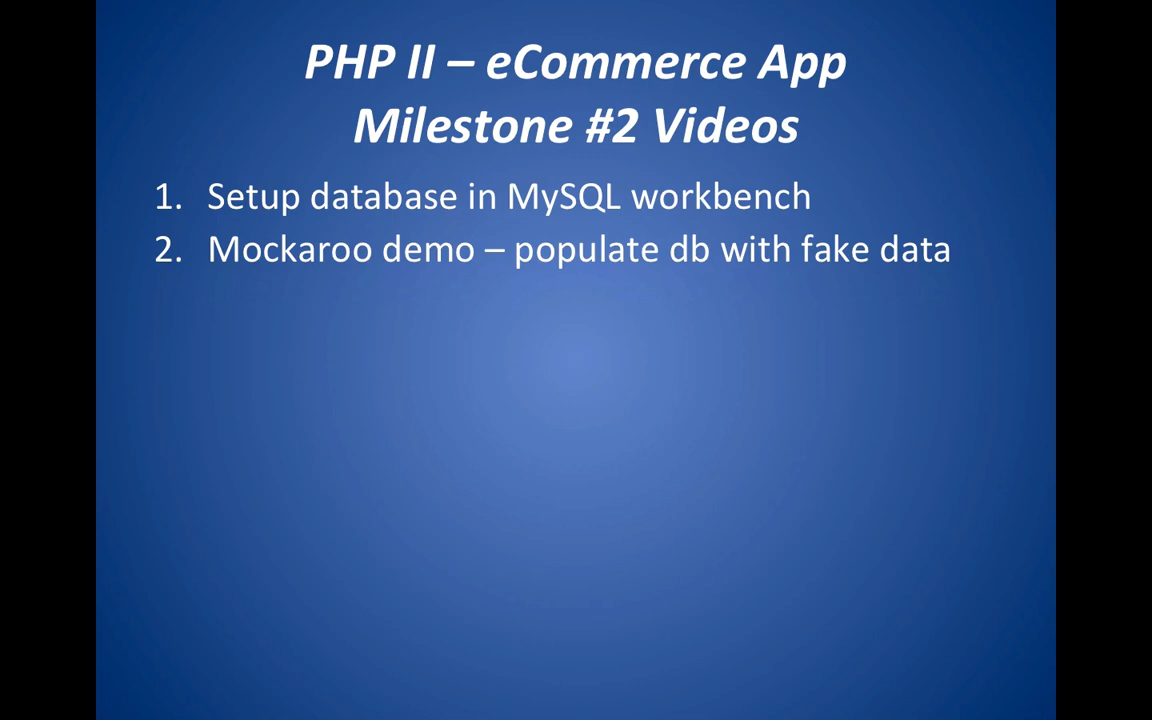 PHP II – eCommerce App
Milestone #2 Videos
1. Setup database in MySQL workbench
2. Mockaroo demo – populate db with fake data